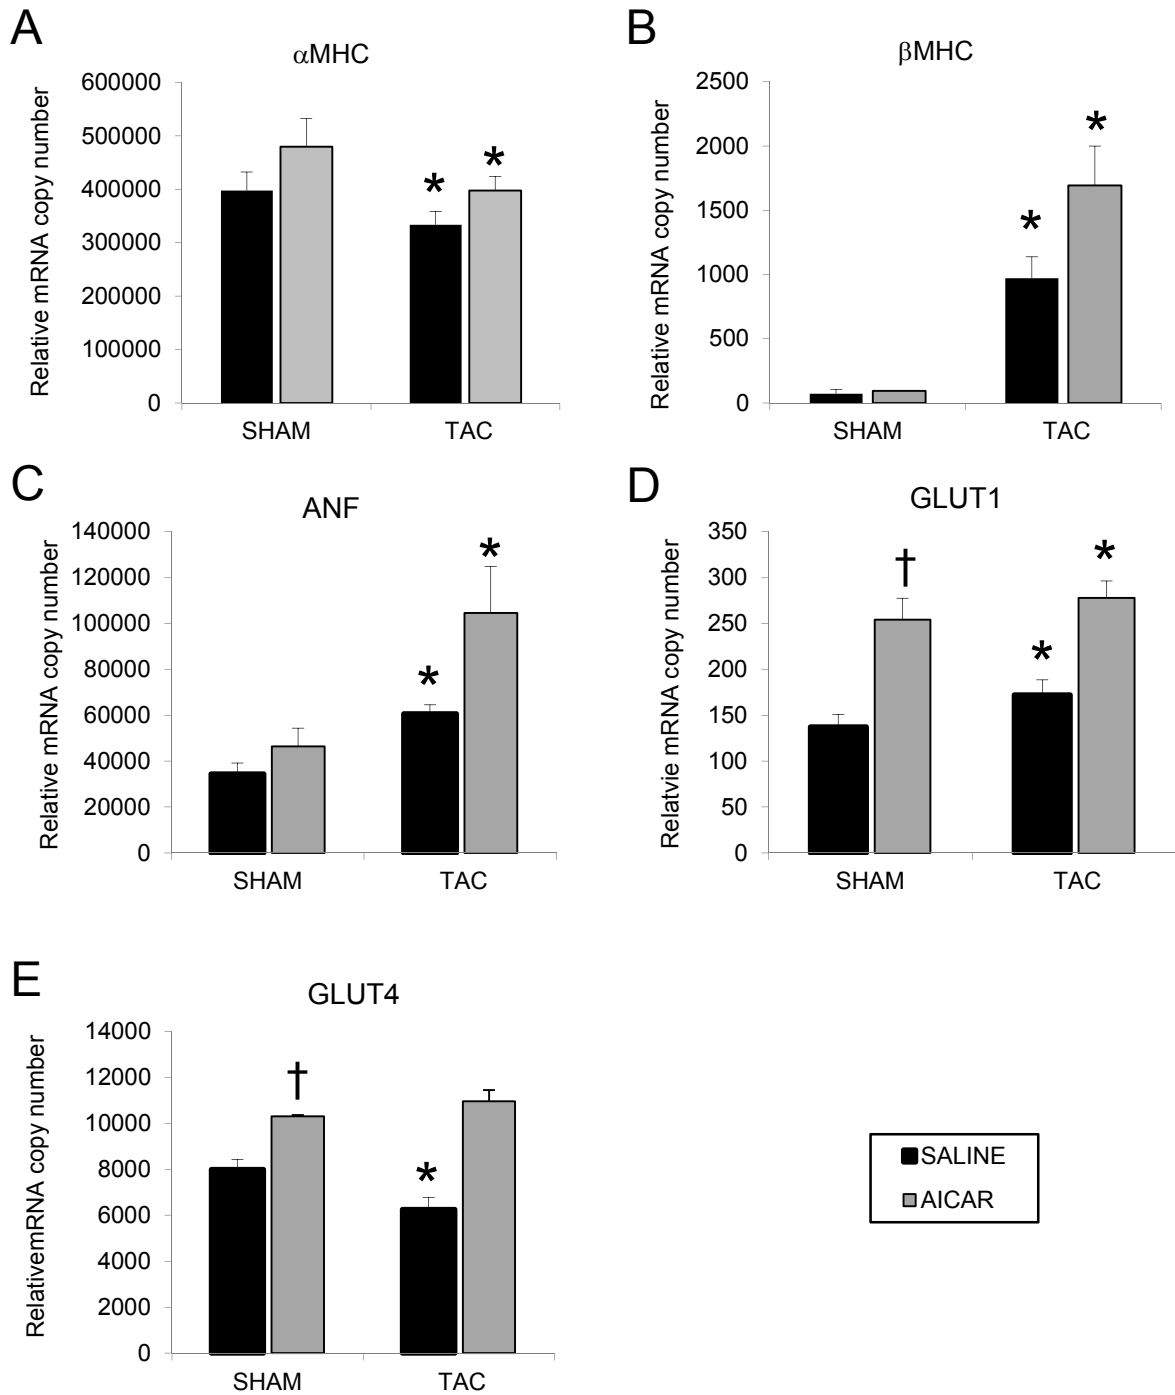 A
αMHC
Relative mRNA copy number
600000
500000
400000
300000
200000
100000
0
*
*
SHAM
TAC
B
βMHC
Relative mRNA copy number
2500
2000
1500
1000
500
0
*
*
SHAM
TAC
C
ANF
Relative mRNA copy number
140000
120000
100000
80000
60000
40000
20000
0
*
*
SHAM
TAC
D
GLUT1
Relatvie mRNA copy number
350
300
250
200
150
100
50
0
†
*
*
SHAM
TAC
E
GLUT4
RelativemRNA copy number
14000
12000
10000
8000
6000
4000
2000
0
†
*
SHAM
TAC
SALINE
AICAR